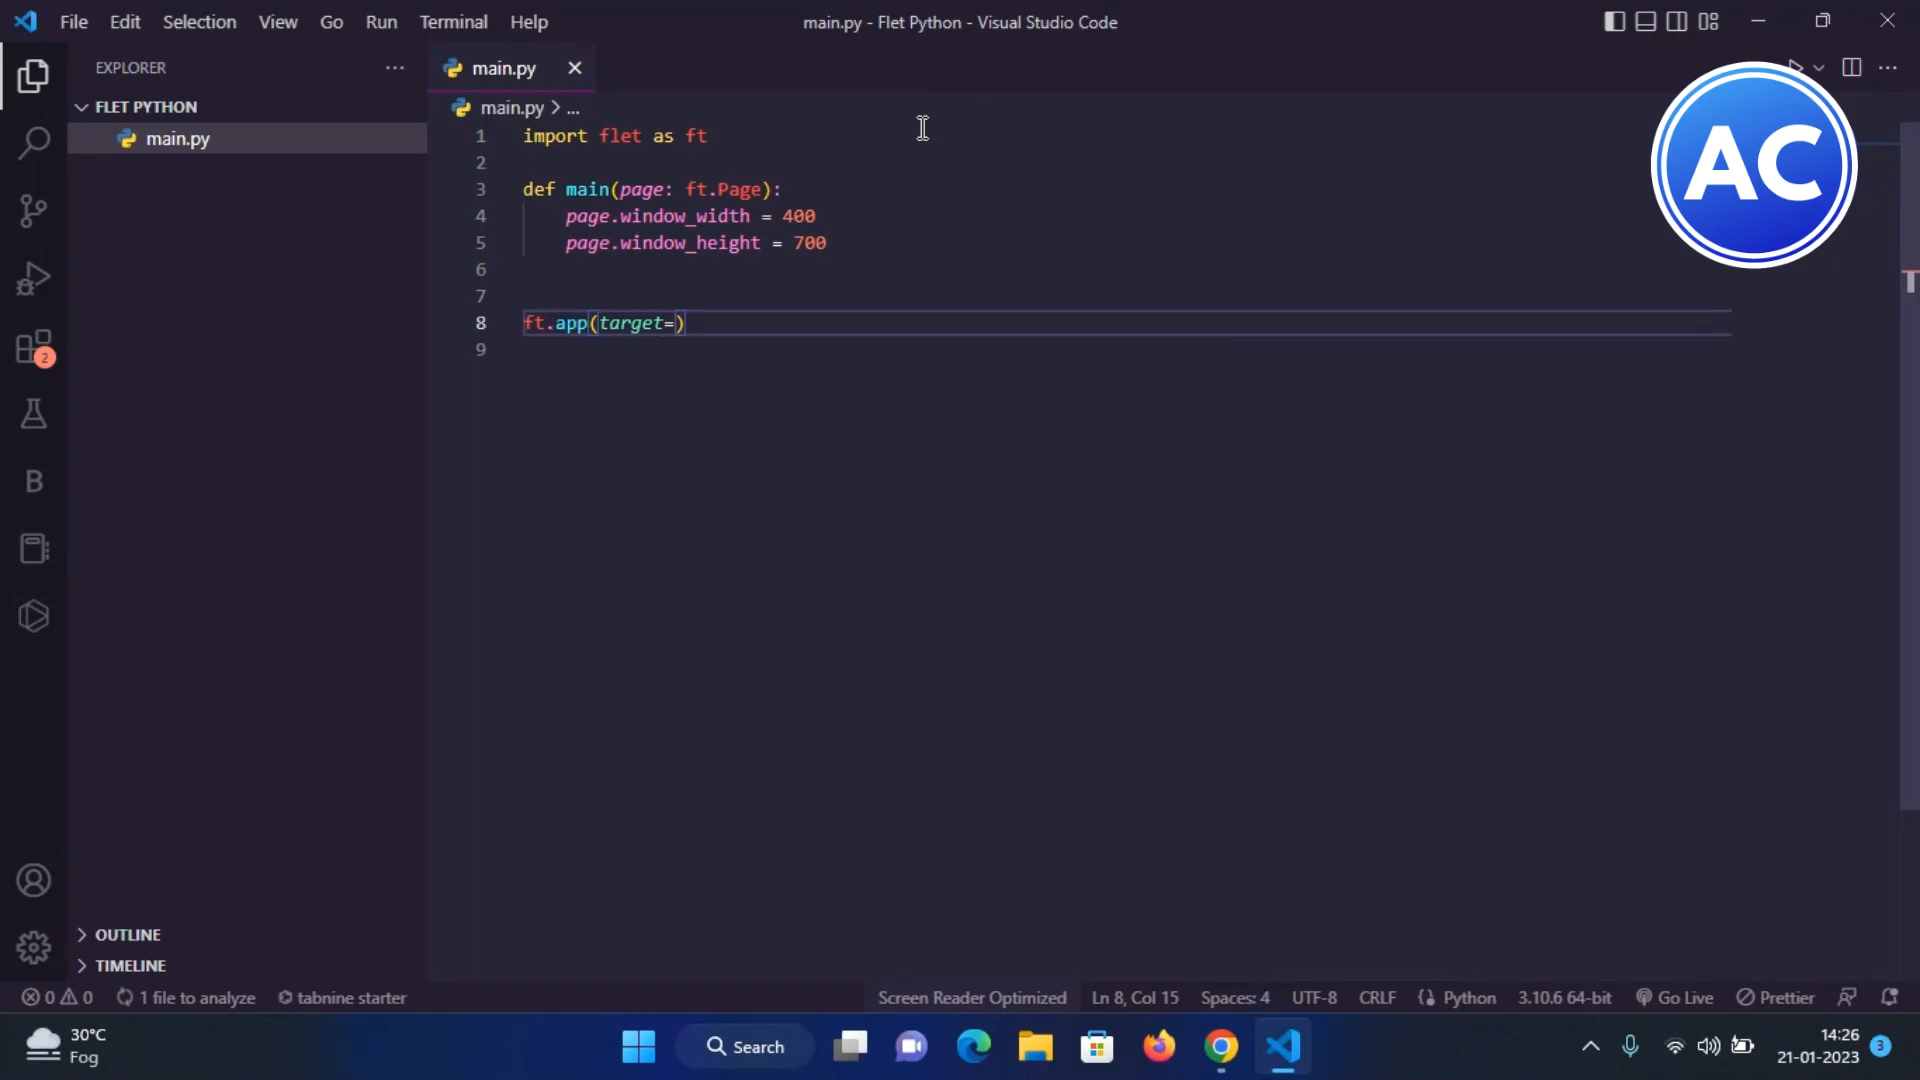 File Edit Selection View Go Run Terminal Help
main.py - Flet Python - Visual Studio Code
EXPLORER
main.py
FLET PYTHON
main.py
main.py > ...
1 import flet as ft
2
3 def main(page: ft.Page):
4 page.window_width = 400
5 page.window_height = 700
6
7
8 ft.app(target=)
9
AC
2
B
OUTLINE
TIMELINE
0 0 1 file to analyze tabnine starter
Screen Reader Optimized Ln 8, Col 15 Spaces: 4 UTF-8 CRLF Python 3.10.6 64-bit Go Live Prettier
30°C
Fog
Search
14:26
21-01-2023
3